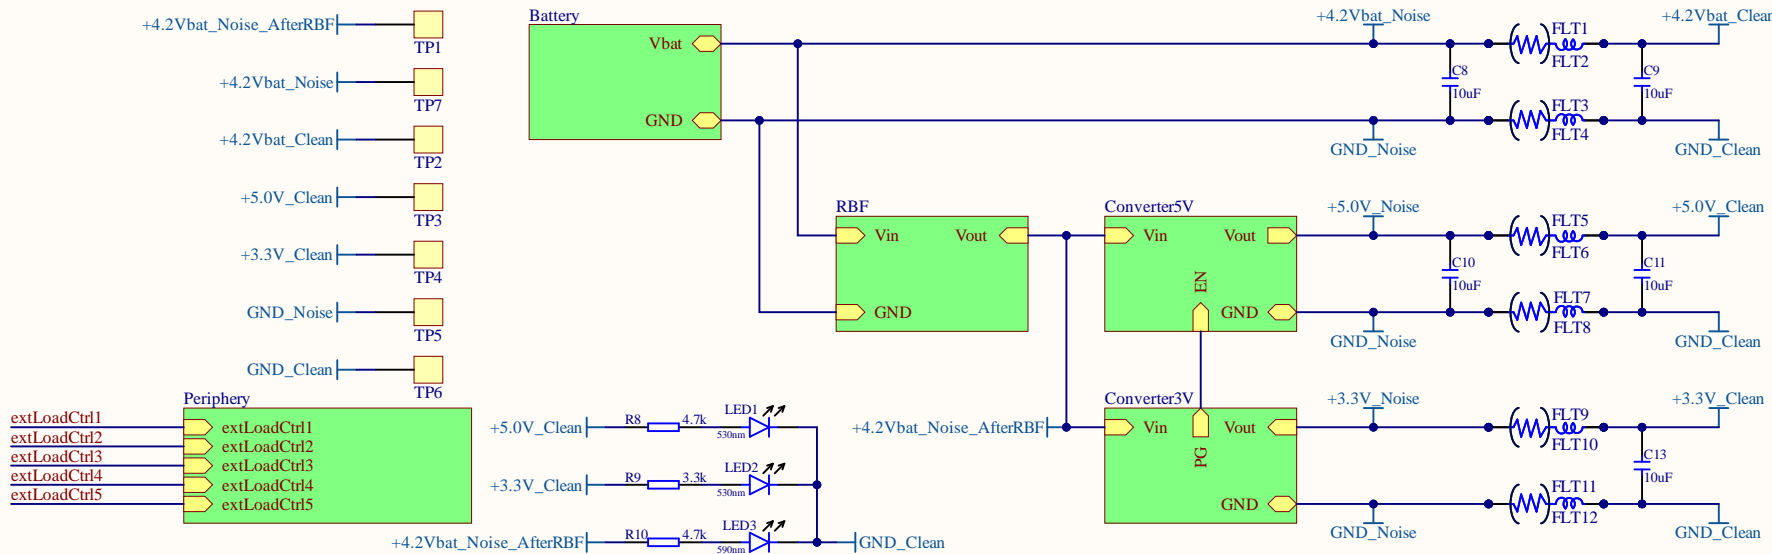 +4.2Vbat_Noise_AfterRBF
TP1
+4.2Vbat_Noise
TP7
+4.2Vbat_Clean
TP2
+5.0V_Clean
TP3
+3.3V_Clean
TP4
GND_Noise
TP5
GND_Clean
TP6
Battery
Vbat
GND
+4.2Vbat_Noise
FLT1
FLT2
+4.2Vbat_Clean
C8
10uF
C9
10uF
FLT3
FLT4
GND_Noise
GND_Clean
RBF
Vin
Vout
GND
Converter5V
Vin
Vout
EN
GND
+5.0V_Noise
FLT5
FLT6
+5.0V_Clean
C10
10uF
C11
10uF
FLT7
FLT8
GND_Noise
GND_Clean
Converter3V
Vin
Vout
PG
GND
+4.2Vbat_Noise_AfterRBF
+3.3V_Noise
FLT9
FLT10
+3.3V_Clean
C13
10uF
FLT11
FLT12
GND_Noise
GND_Clean
Periphery
extLoadCtrl1
extLoadCtrl1
extLoadCtrl2
extLoadCtrl2
extLoadCtrl3
extLoadCtrl3
extLoadCtrl4
extLoadCtrl4
extLoadCtrl5
extLoadCtrl5
+5.0V_Clean
R8
4.7k
LED1
530nm
+3.3V_Clean
R9
3.3k
LED2
530nm
+4.2Vbat_Noise_AfterRBF
R10
4.7k
LED3
590nm
GND_Clean